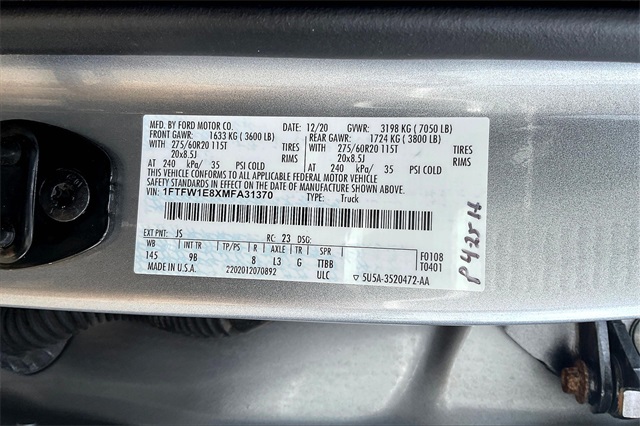 MFD. BY FORD MOTOR CO. DATE: 12/20 GVWR: 3198 KG ( 7050 LB)
FRONT GAWR: 1633 KG ( 3600 LB) REAR GAWR: 1724 KG ( 3800 LB)
WITH 275/60R20 115T TIRES WITH 275/60R20 115T TIRES
20x8.5J RIMS 20x8.5J RIMS
AT 240 kPa/ 35 PSI COLD AT 240 kPa/ 35 PSI COLD
THIS VEHICLE CONFORMS TO ALL APPLICABLE FEDERAL MOTOR VEHICLE
SAFETY STANDARDS IN EFFECT ON THE DATE OF MANUFACTURE SHOWN ABOVE.
VIN: 1FTFW1E8XMFA31370 TYPE: Truck
EXT PNT: JS RC: 23 DSO:
WB INT TR TP/PS R AXLE TR SPR F0108
145 9B 8 L3 G TTBB T0401
MADE IN U.S.A. 2202012070892 ULC 5U5A-3520472-AA